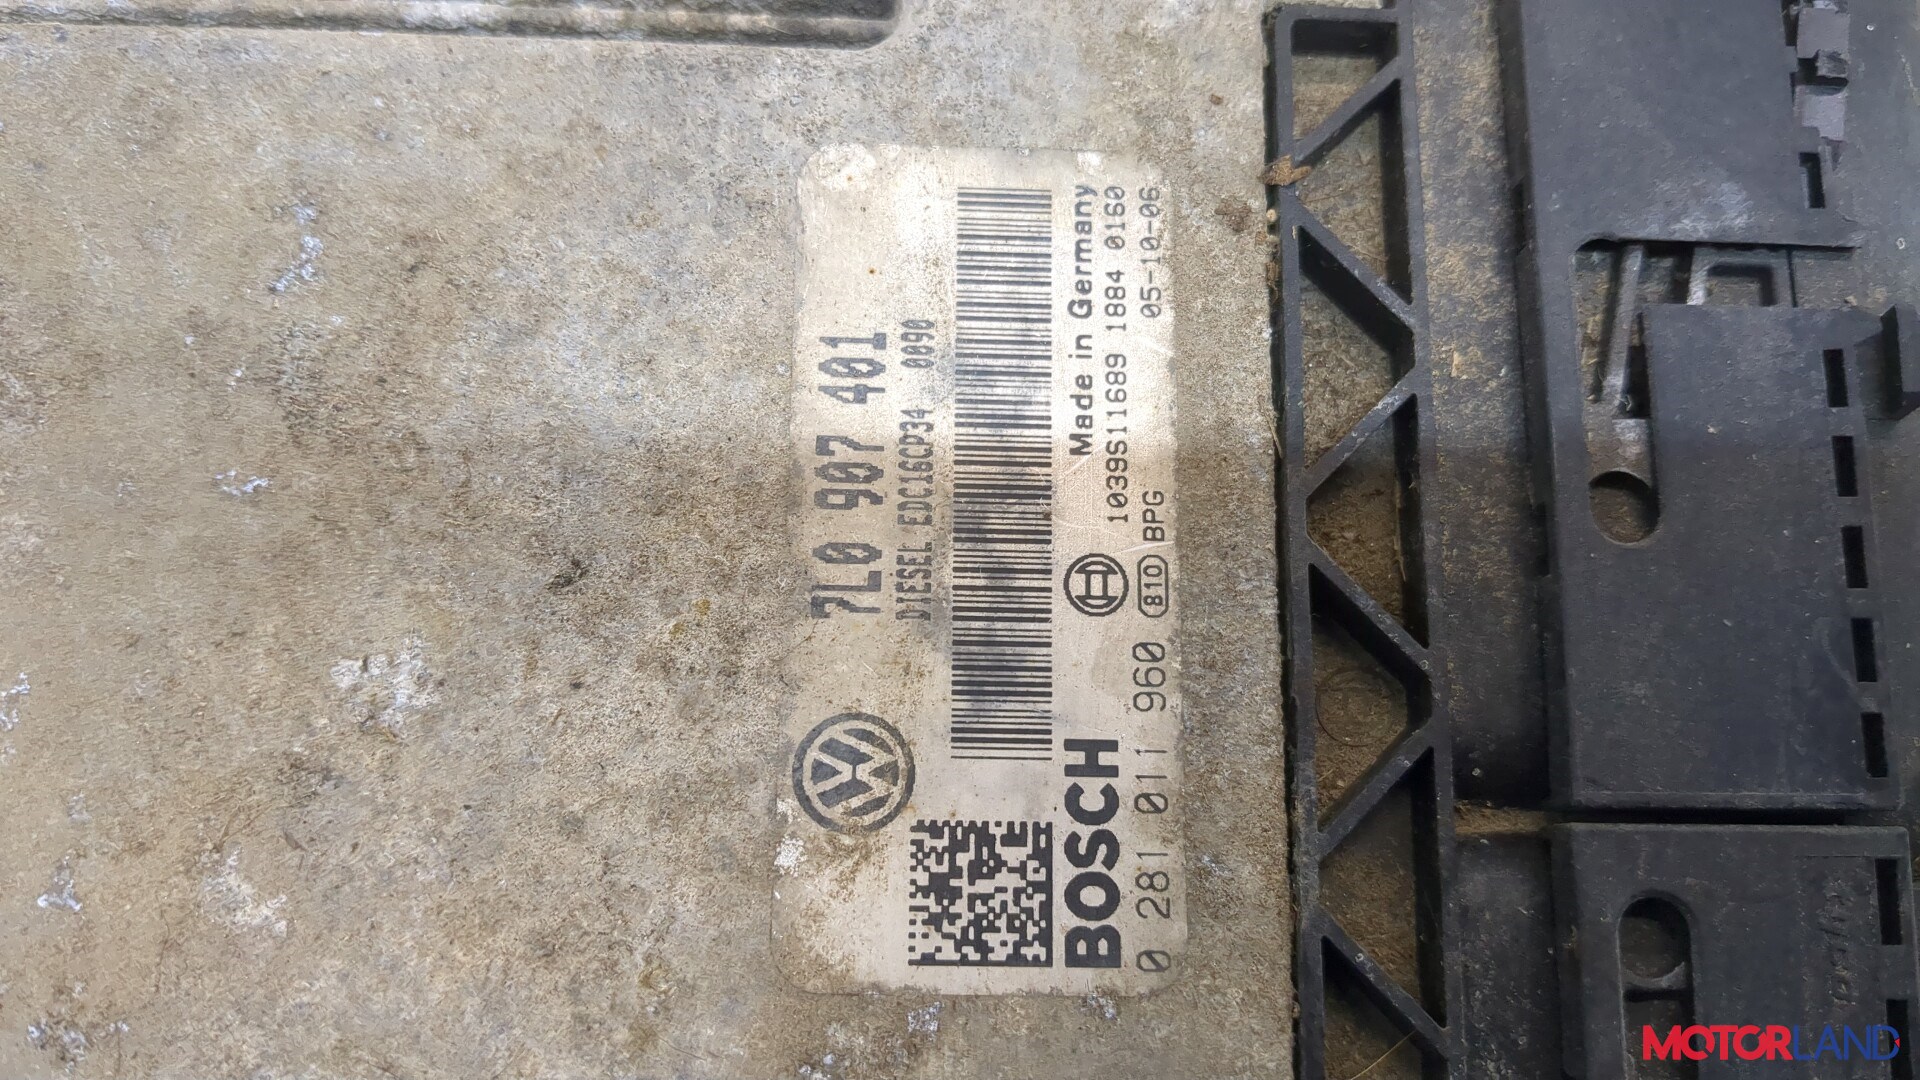 7L0 907 401
DIESEL EDC16CP34 0090
Made in Germany
BOSCH
1039S11689 1884 0160
0 281 011 960 810 BPG 05-10-06
MOTORLAND